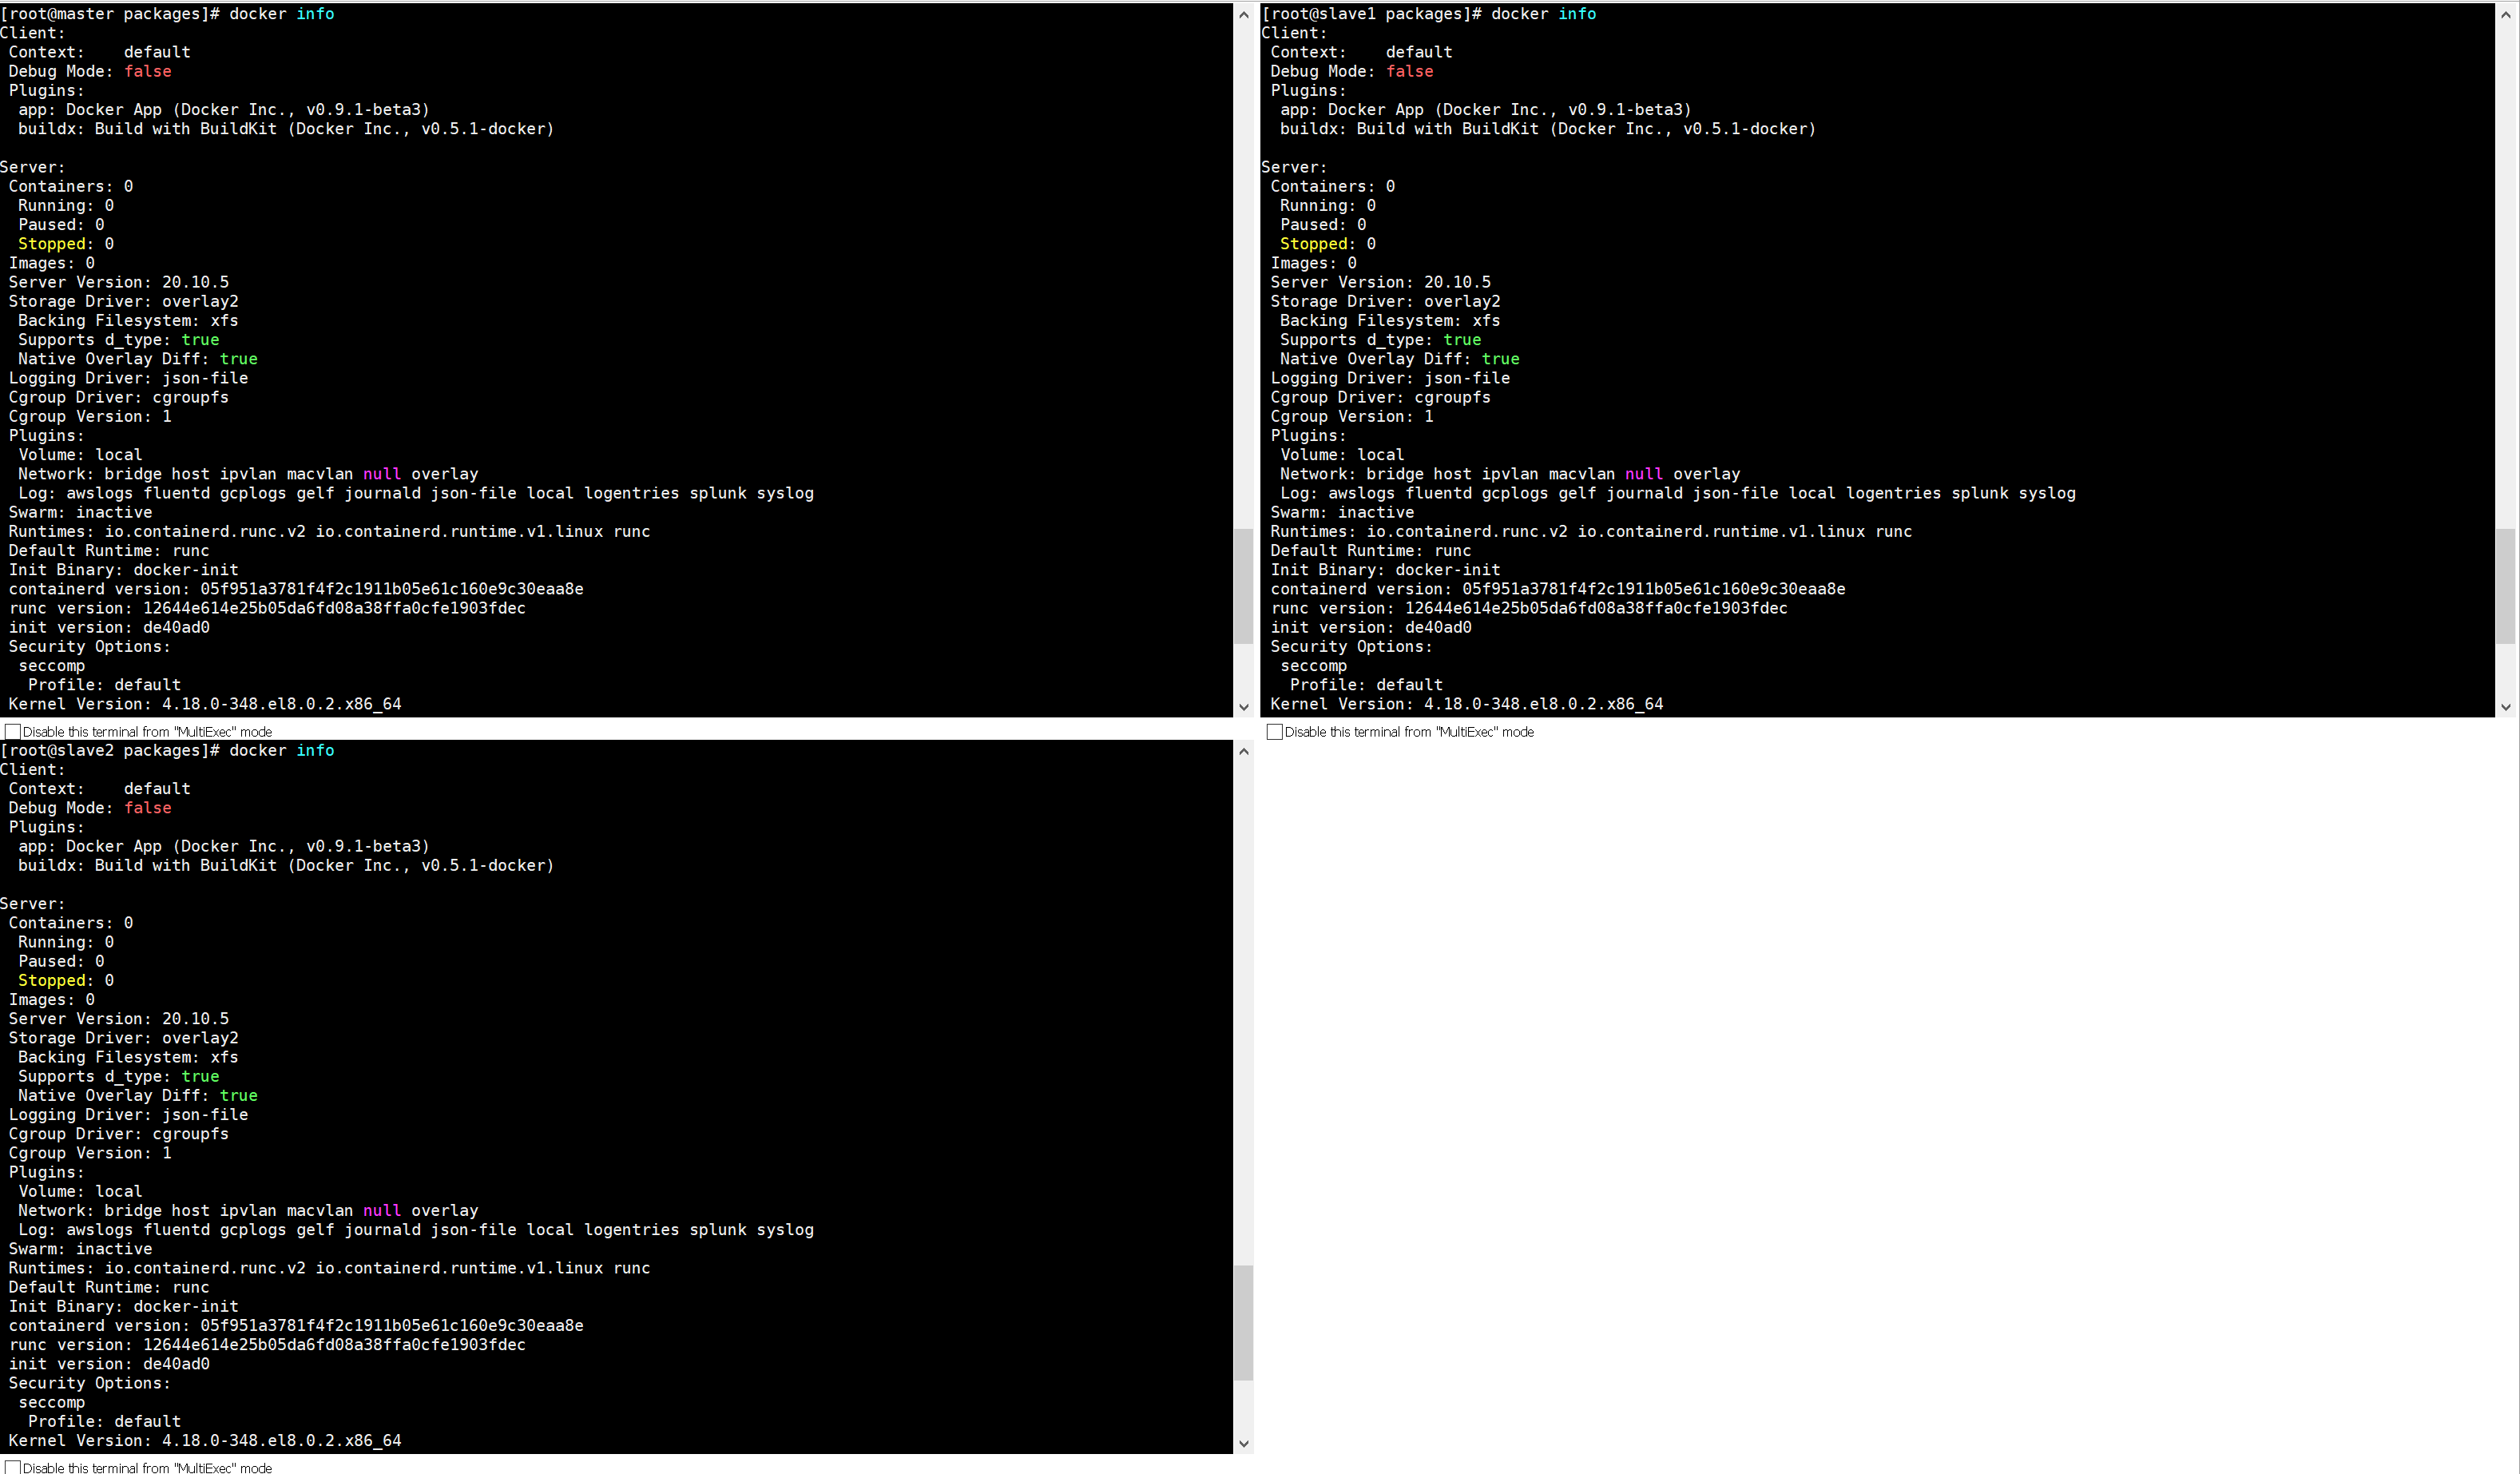 [root@master packages]# docker info
Client:
 Context:    default
 Debug Mode: false
 Plugins:
  app: Docker App (Docker Inc., v0.9.1-beta3)
  buildx: Build with BuildKit (Docker Inc., v0.5.1-docker)

Server:
 Containers: 0
  Running: 0
  Paused: 0
  Stopped: 0
 Images: 0
 Server Version: 20.10.5
 Storage Driver: overlay2
  Backing Filesystem: xfs
  Supports d_type: true
  Native Overlay Diff: true
 Logging Driver: json-file
 Cgroup Driver: cgroupfs
 Cgroup Version: 1
 Plugins:
  Volume: local
  Network: bridge host ipvlan macvlan null overlay
  Log: awslogs fluentd gcplogs gelf journald json-file local logentries splunk syslog
 Swarm: inactive
 Runtimes: io.containerd.runc.v2 io.containerd.runtime.v1.linux runc
 Default Runtime: runc
 Init Binary: docker-init
 containerd version: 05f951a3781f4f2c1911b05e61c160e9c30eaa8e
 runc version: 12644e614e25b05da6fd08a38ffa0cfe1903fdec
 init version: de40ad0
 Security Options:
  seccomp
   Profile: default
 Kernel Version: 4.18.0-348.el8.0.2.x86_64
Disable this terminal from "MultiExec" mode
[root@slave1 packages]# docker info
Client:
 Context:    default
 Debug Mode: false
 Plugins:
  app: Docker App (Docker Inc., v0.9.1-beta3)
  buildx: Build with BuildKit (Docker Inc., v0.5.1-docker)

Server:
 Containers: 0
  Running: 0
  Paused: 0
  Stopped: 0
 Images: 0
 Server Version: 20.10.5
 Storage Driver: overlay2
  Backing Filesystem: xfs
  Supports d_type: true
  Native Overlay Diff: true
 Logging Driver: json-file
 Cgroup Driver: cgroupfs
 Cgroup Version: 1
 Plugins:
  Volume: local
  Network: bridge host ipvlan macvlan null overlay
  Log: awslogs fluentd gcplogs gelf journald json-file local logentries splunk syslog
 Swarm: inactive
 Runtimes: io.containerd.runc.v2 io.containerd.runtime.v1.linux runc
 Default Runtime: runc
 Init Binary: docker-init
 containerd version: 05f951a3781f4f2c1911b05e61c160e9c30eaa8e
 runc version: 12644e614e25b05da6fd08a38ffa0cfe1903fdec
 init version: de40ad0
 Security Options:
  seccomp
   Profile: default
 Kernel Version: 4.18.0-348.el8.0.2.x86_64
Disable this terminal from "MultiExec" mode
[root@slave2 packages]# docker info
Client:
 Context:    default
 Debug Mode: false
 Plugins:
  app: Docker App (Docker Inc., v0.9.1-beta3)
  buildx: Build with BuildKit (Docker Inc., v0.5.1-docker)

Server:
 Containers: 0
  Running: 0
  Paused: 0
  Stopped: 0
 Images: 0
 Server Version: 20.10.5
 Storage Driver: overlay2
  Backing Filesystem: xfs
  Supports d_type: true
  Native Overlay Diff: true
 Logging Driver: json-file
 Cgroup Driver: cgroupfs
 Cgroup Version: 1
 Plugins:
  Volume: local
  Network: bridge host ipvlan macvlan null overlay
  Log: awslogs fluentd gcplogs gelf journald json-file local logentries splunk syslog
 Swarm: inactive
 Runtimes: io.containerd.runc.v2 io.containerd.runtime.v1.linux runc
 Default Runtime: runc
 Init Binary: docker-init
 containerd version: 05f951a3781f4f2c1911b05e61c160e9c30eaa8e
 runc version: 12644e614e25b05da6fd08a38ffa0cfe1903fdec
 init version: de40ad0
 Security Options:
  seccomp
   Profile: default
 Kernel Version: 4.18.0-348.el8.0.2.x86_64
Disable this terminal from "MultiExec" mode